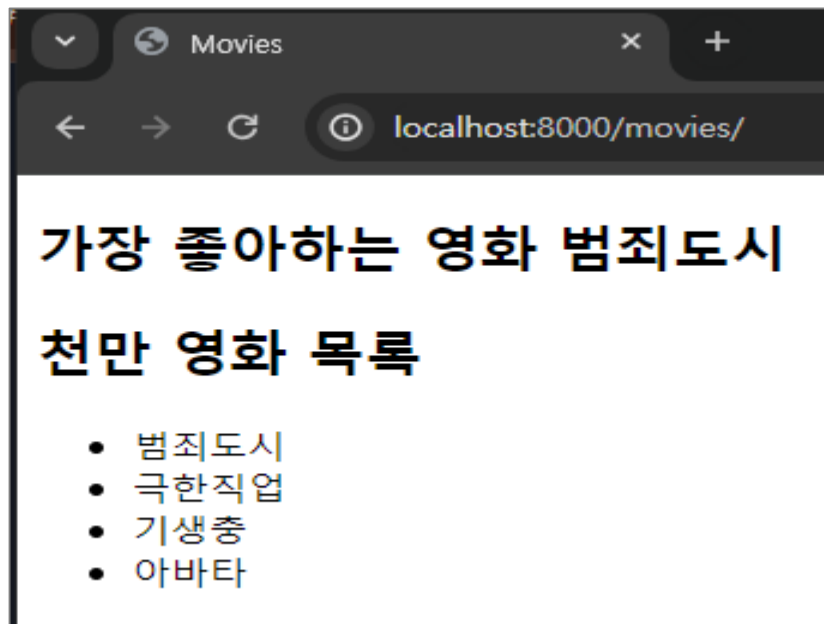 Movies
localhost:8000/movies/
가장 좋아하는 영화 범죄도시
천만 영화 목록
범죄도시
극한직업
기생충
아바타